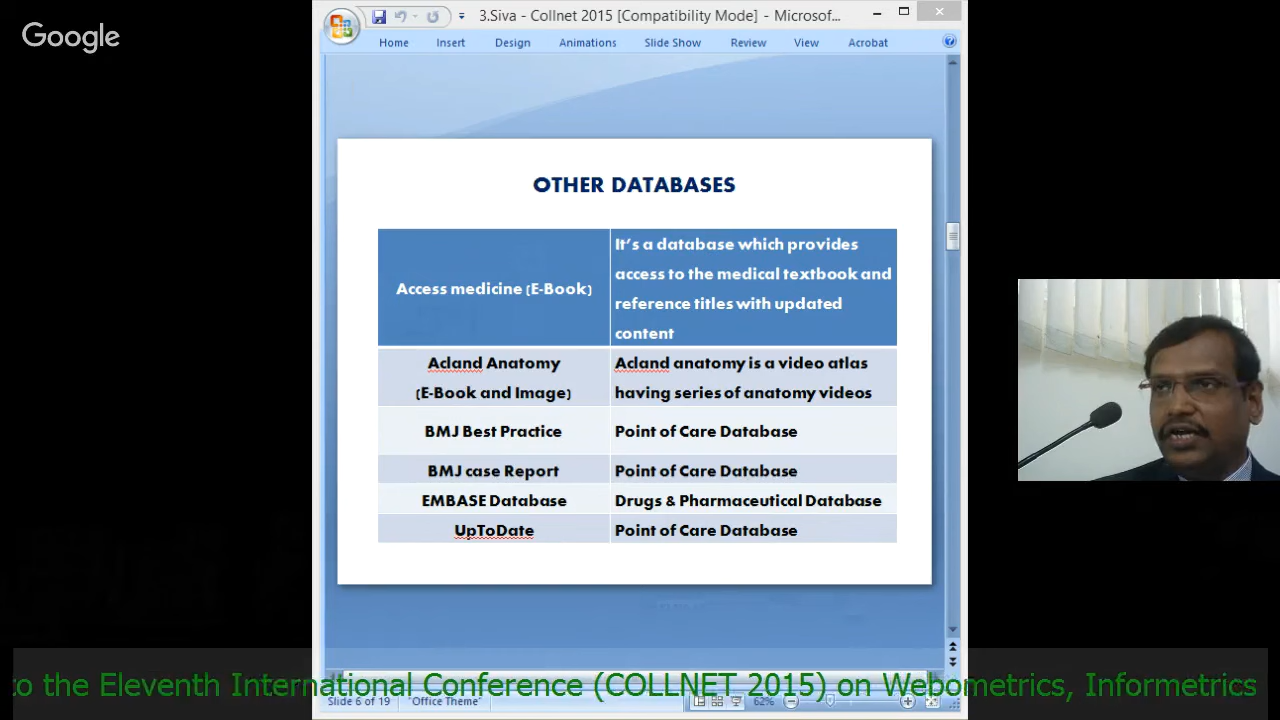 Google
3.Siva - Collnet 2015 [Compatibility Mode] - Microsof...
Home Insert Design Animations Slide Show Review View Acrobat
OTHER DATABASES
Access medicine (E-Book)
It's a database which provides
access to the medical textbook and
reference titles with updated
content
Acland Anatomy
(E-Book and Image)
Acland anatomy is a video atlas
having series of anatomy videos
BMJ Best Practice
Point of Care Database
BMJ case Report
Point of Care Database
EMBASE Database
Drugs & Pharmaceutical Database
UpToDate
Point of Care Database
to the Eleventh International Conference (COLLNET 2015) on Webometrics, Informetrics
Slide 6 of 19 "Office Theme" 62%